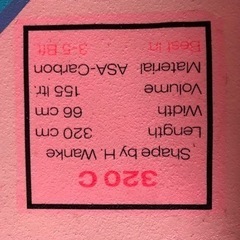 320 C
Shape by H. Wanke
Length 320 cm
Width 66 cm
Volume 155 ltr.
Material ASA-Carbon
Best in 3-5 Bft